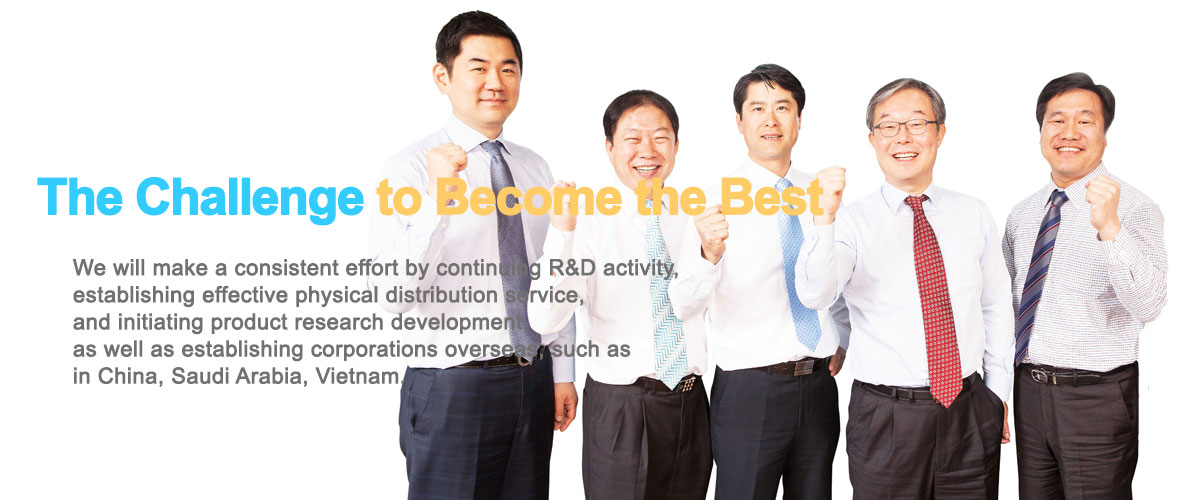 The Challenge to Become the Best
We will make a consistent effort by continuing R&D activity,
establishing effective physical distribution service,
and initiating product research development
as well as establishing corporations overseas, such as
in China, Saudi Arabia, Vietnam.